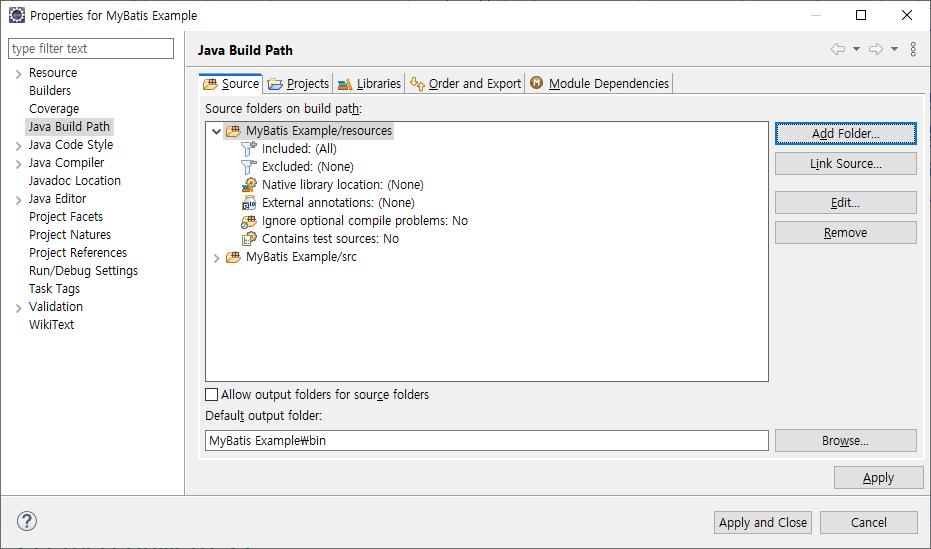 Properties for MyBatis Example
type filter text
Resource
Builders
Coverage
Java Build Path
Java Code Style
Java Compiler
Javadoc Location
Java Editor
Project Facets
Project Natures
Project References
Run/Debug Settings
Task Tags
Validation
WikiText
Java Build Path
Source Projects Libraries Order and Export Module Dependencies
Source folders on build path:
MyBatis Example/resources
Included: (All)
Excluded: (None)
Native library location: (None)
External annotations: (None)
Ignore optional compile problems: No
Contains test sources: No
MyBatis Example/src
Add Folder...
Link Source...
Edit...
Remove
Allow output folders for source folders
Default output folder:
MyBatis Example₩bin
Browse...
Apply
Apply and Close Cancel